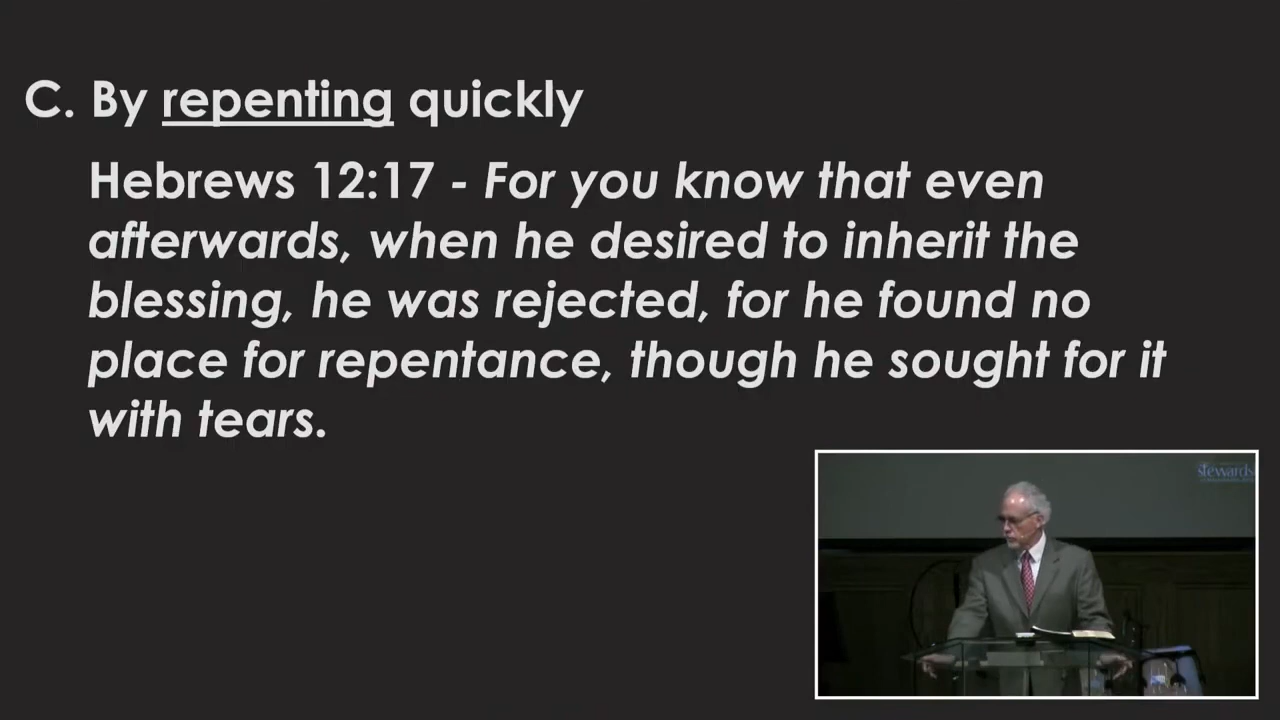 C. By repenting quickly
Hebrews 12:17 - For you know that even
afterwards, when he desired to inherit the
blessing, he was rejected, for he found no
place for repentance, though he sought for it
with tears.
stewards